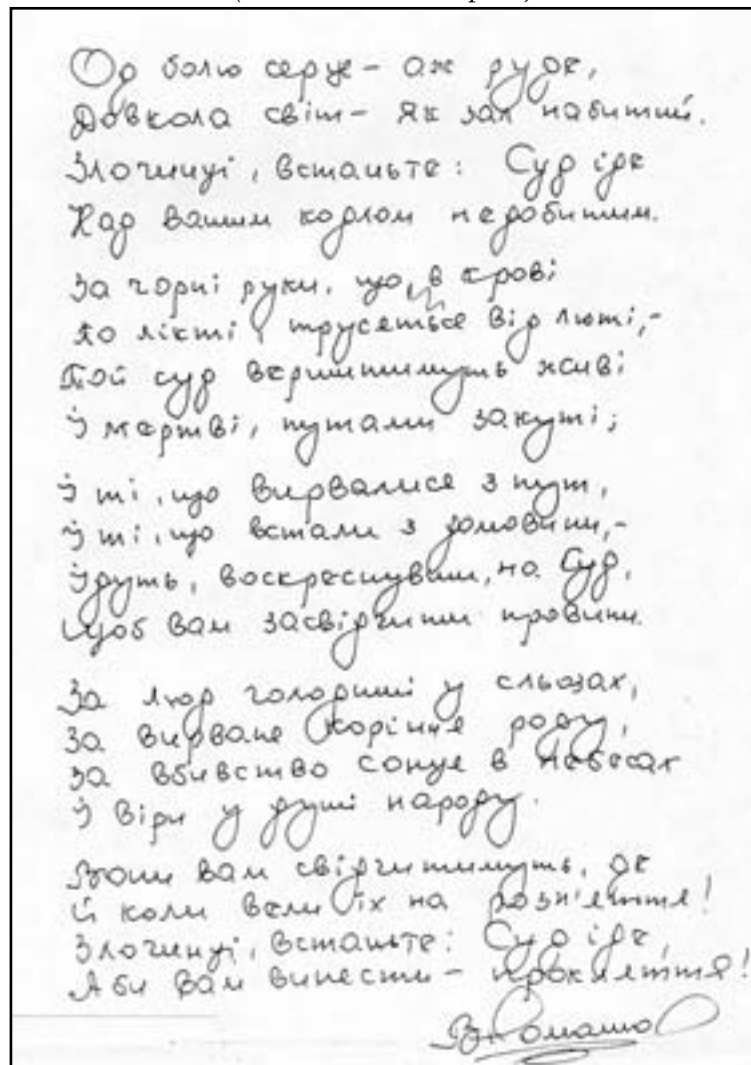 Од болю серце – аж руде,
Довкола світ – як зал набитий.
Злочинці, встаньте: Суд іде
Над вашим кодлом недобитим.
За чорні руки, що, в крові
По лікті, трусяться від люті, –
Той суд вершитимуть живі
Й мертві, путами закуті;
Й ті, що вирвалися з пут,
Й ті, що встали з домовини, –
Йдуть, воскреснувши, на Суд,
Щоб вам засвідчити провини.
За люд голодний у сльозах,
За вирване коріння роду,
За вбивство сонця в небесах
Й віри у душі народу.
Вони вам свідчитимуть, де
Й коли вели їх на розп'яття!
Злочинці, встаньте: Суд іде,
Аби вам винести – прокляття!